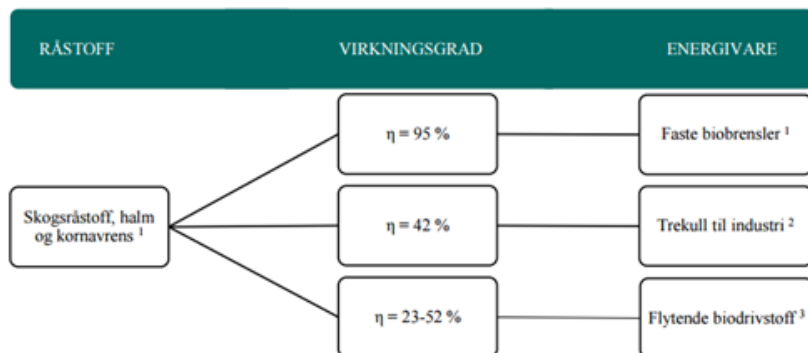 RÅSTOFF VIRKNINGSGRAD ENERGIVARE
η = 95 % Faste biobrensler ¹
Skogsråstoff, halm
og kornavrens ¹
η = 42 % Trekull til industri ²
η = 23-52 % Flytende biodrivstoff ³